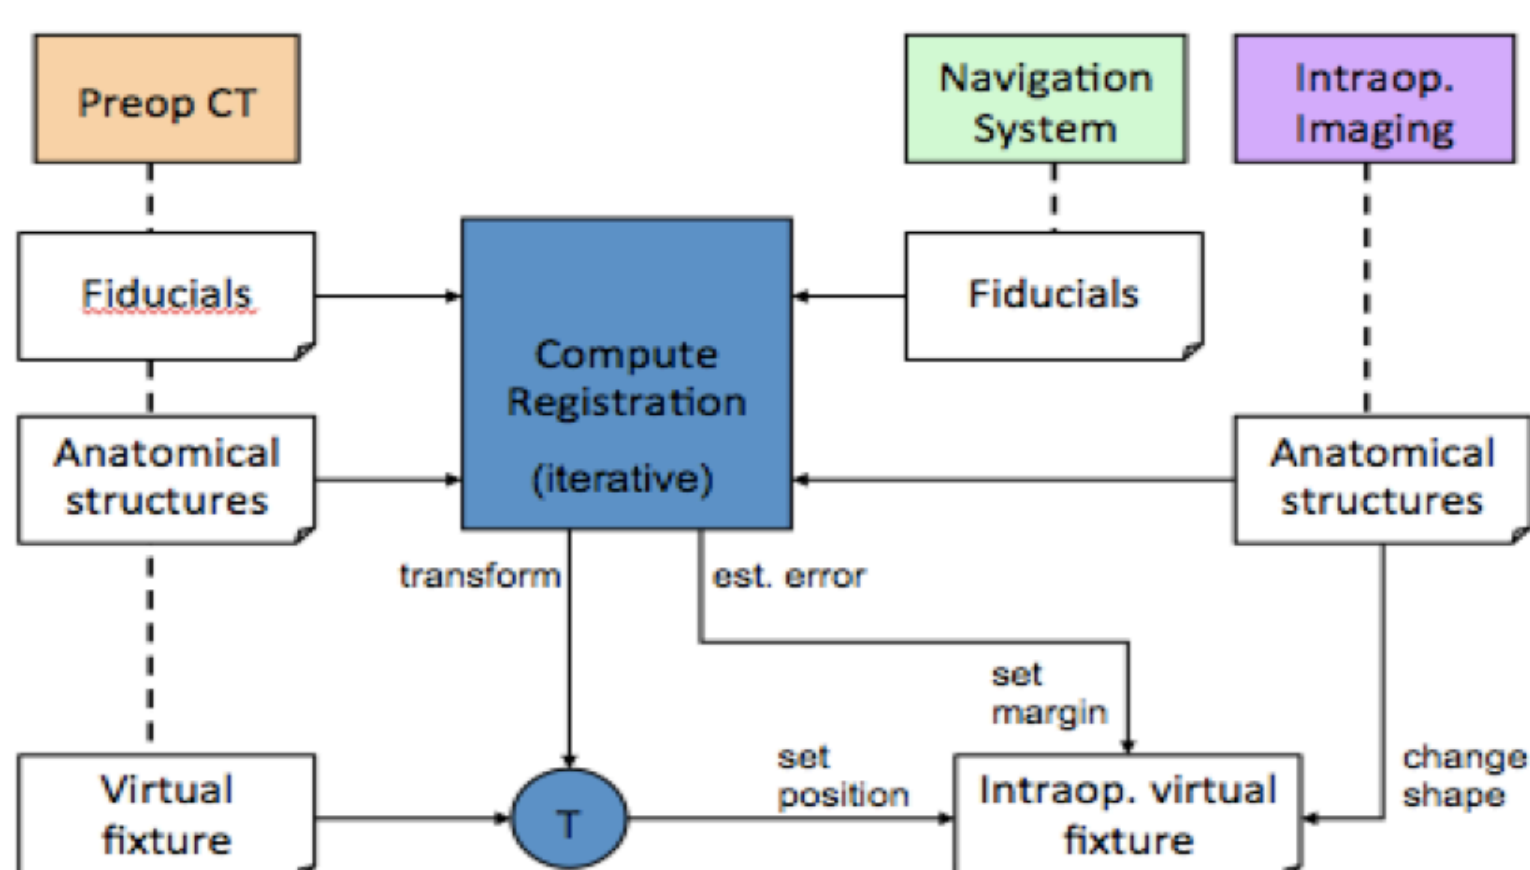 Preop CT
Navigation
System
Intraop.
Imaging
Fiducials
Fiducials
Compute
Registration
(iterative)
Anatomical
structures
Anatomical
structures
transform
est. error
set
margin
set
position
change
shape
Virtual
fixture
T
Intraop. virtual
fixture